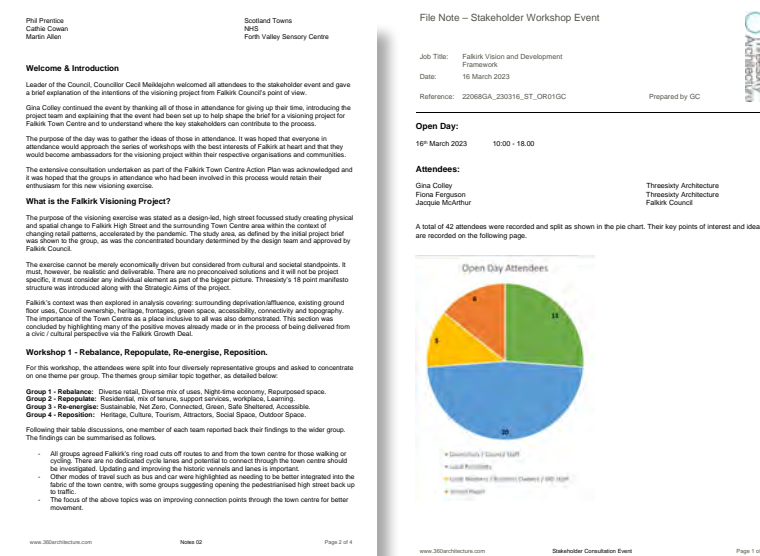 Phil Prentice Scotland Towns
Cathie Cowan NHS
Martin Allen Forth Valley Sensory Centre
Welcome & Introduction
Leader of the Council, Councillor Cecil Meiklejohn welcomed all attendees to the stakeholder event and gave
a brief explanation of the intentions of the visioning project from Falkirk Council's point of view.
Gina Colley continued the event by thanking all of those in attendance for giving up their time, introducing the
project team and explaining that the event had been set up to help shape the brief for a visioning project for
Falkirk Town Centre and to understand where the key stakeholders can contribute to the process.
The purpose of the day was to gather the ideas of those in attendance. It was hoped that everyone in
attendance would approach the series of workshops with the best interests of Falkirk at heart and that they
would become ambassadors for the visioning project within their respective organisations and communities.
The extensive consultation undertaken as part of the Falkirk Town Centre Action Plan was acknowledged and
it was hoped that the groups in attendance who had been involved in this process would retain their
enthusiasm for this new visioning exercise.
What is the Falkirk Visioning Project?
The purpose of the visioning exercise was stated as a design-led, high street focussed study creating physical
and spatial change to Falkirk High Street and the surrounding Town Centre area within the context of
changing retail patterns, accelerated by the pandemic. The study area, as defined by the initial project brief
was shown to the group, as was the concentrated boundary determined by the design team and approved by
Falkirk Council.
The exercise cannot be merely economically driven but considered from cultural and societal standpoints. It
must, however, be realistic and deliverable. There are no preconceived solutions and it will not be project
specific, it must consider any individual element as part of the bigger picture. Threesixty's 18 point manifesto
structure was introduced along with the Strategic Aims of the project.
Falkirk's context was then explored in analysis covering: surrounding deprivation/affluence, existing ground
floor uses, Council ownership, heritage, frontages, green space, accessibility, connectivity and topography.
The importance of the Town Centre as a place inclusive to all was also demonstrated. This section was
concluded by highlighting many of the positive moves already made or in the process of being delivered from
a civic / cultural perspective via the Falkirk Growth Deal.
Workshop 1 - Rebalance, Repopulate, Re-energise, Reposition.
For this workshop, the attendees were split into four diversely representative groups and asked to concentrate
on one theme per group. The themes group similar topic together, as detailed below:
Group 1 - Rebalance: Diverse retail, Diverse mix of uses, Night-time economy, Repurposed space.
Group 2 - Repopulate: Residential, mix of tenure, support services, workplace, Learning.
Group 3 - Re-energise: Sustainable, Net Zero, Connected, Green, Safe Sheltered, Accessible.
Group 4 - Reposition: Heritage, Culture, Tourism, Attractors, Social Space, Outdoor Space.
Following their table discussions, one member of each team reported back their findings to the wider group.
The findings can be summarised as follows.
- All groups agreed Falkirk's ring road cuts off routes to and from the town centre for those walking or
cycling. There are no dedicated cycle lanes and potential to connect through the town centre should
be investigated. Updating and improving the historic vennels and lanes is important.
- Other modes of travel such as bus and car were highlighted as needing to be better integrated into the
fabric of the town centre, with some groups suggesting opening the pedestrianised high street back up
to traffic.
- The focus of the above topics was on improving connection points through the town centre for better
movement.
www.360architecture.com Notes 02 Page 2 of 4
File Note – Stakeholder Workshop Event
Job Title: Falkirk Vision and Development
Framework
Date: 16 March 2023
Reference: 22068GA_230316_ST_OR01GC Prepared by GC
Threesixty
Architecture
Open Day:
16th March 2023 10:00 - 18.00
Attendees:
Gina Colley Threesixty Architecture
Fiona Ferguson Threesixty Architecture
Jacquie McArthur Falkirk Council
A total of 42 attendees were recorded and split as shown in the pie chart. Their key points of interest and idea
are recorded on the following page.
Open Day Attendees
6
5
20
Local Residents
www.360architecture.com Stakeholder Consultation Event Page 1 of